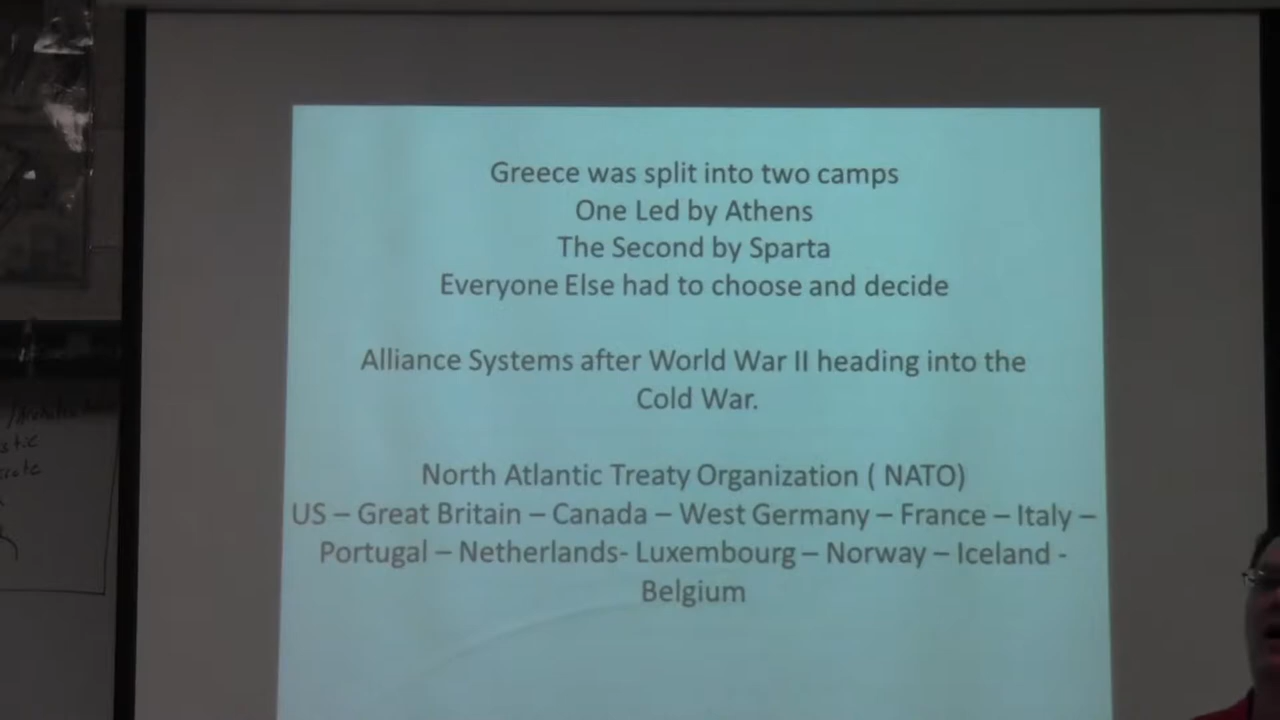 Greece was split into two camps
One Led by Athens
The Second by Sparta
Everyone Else had to choose and decide
Alliance Systems after World War II heading into the
Cold War.
North Atlantic Treaty Organization ( NATO)
US – Great Britain – Canada – West Germany – France – Italy –
Portugal – Netherlands- Luxembourg – Norway – Iceland -
Belgium